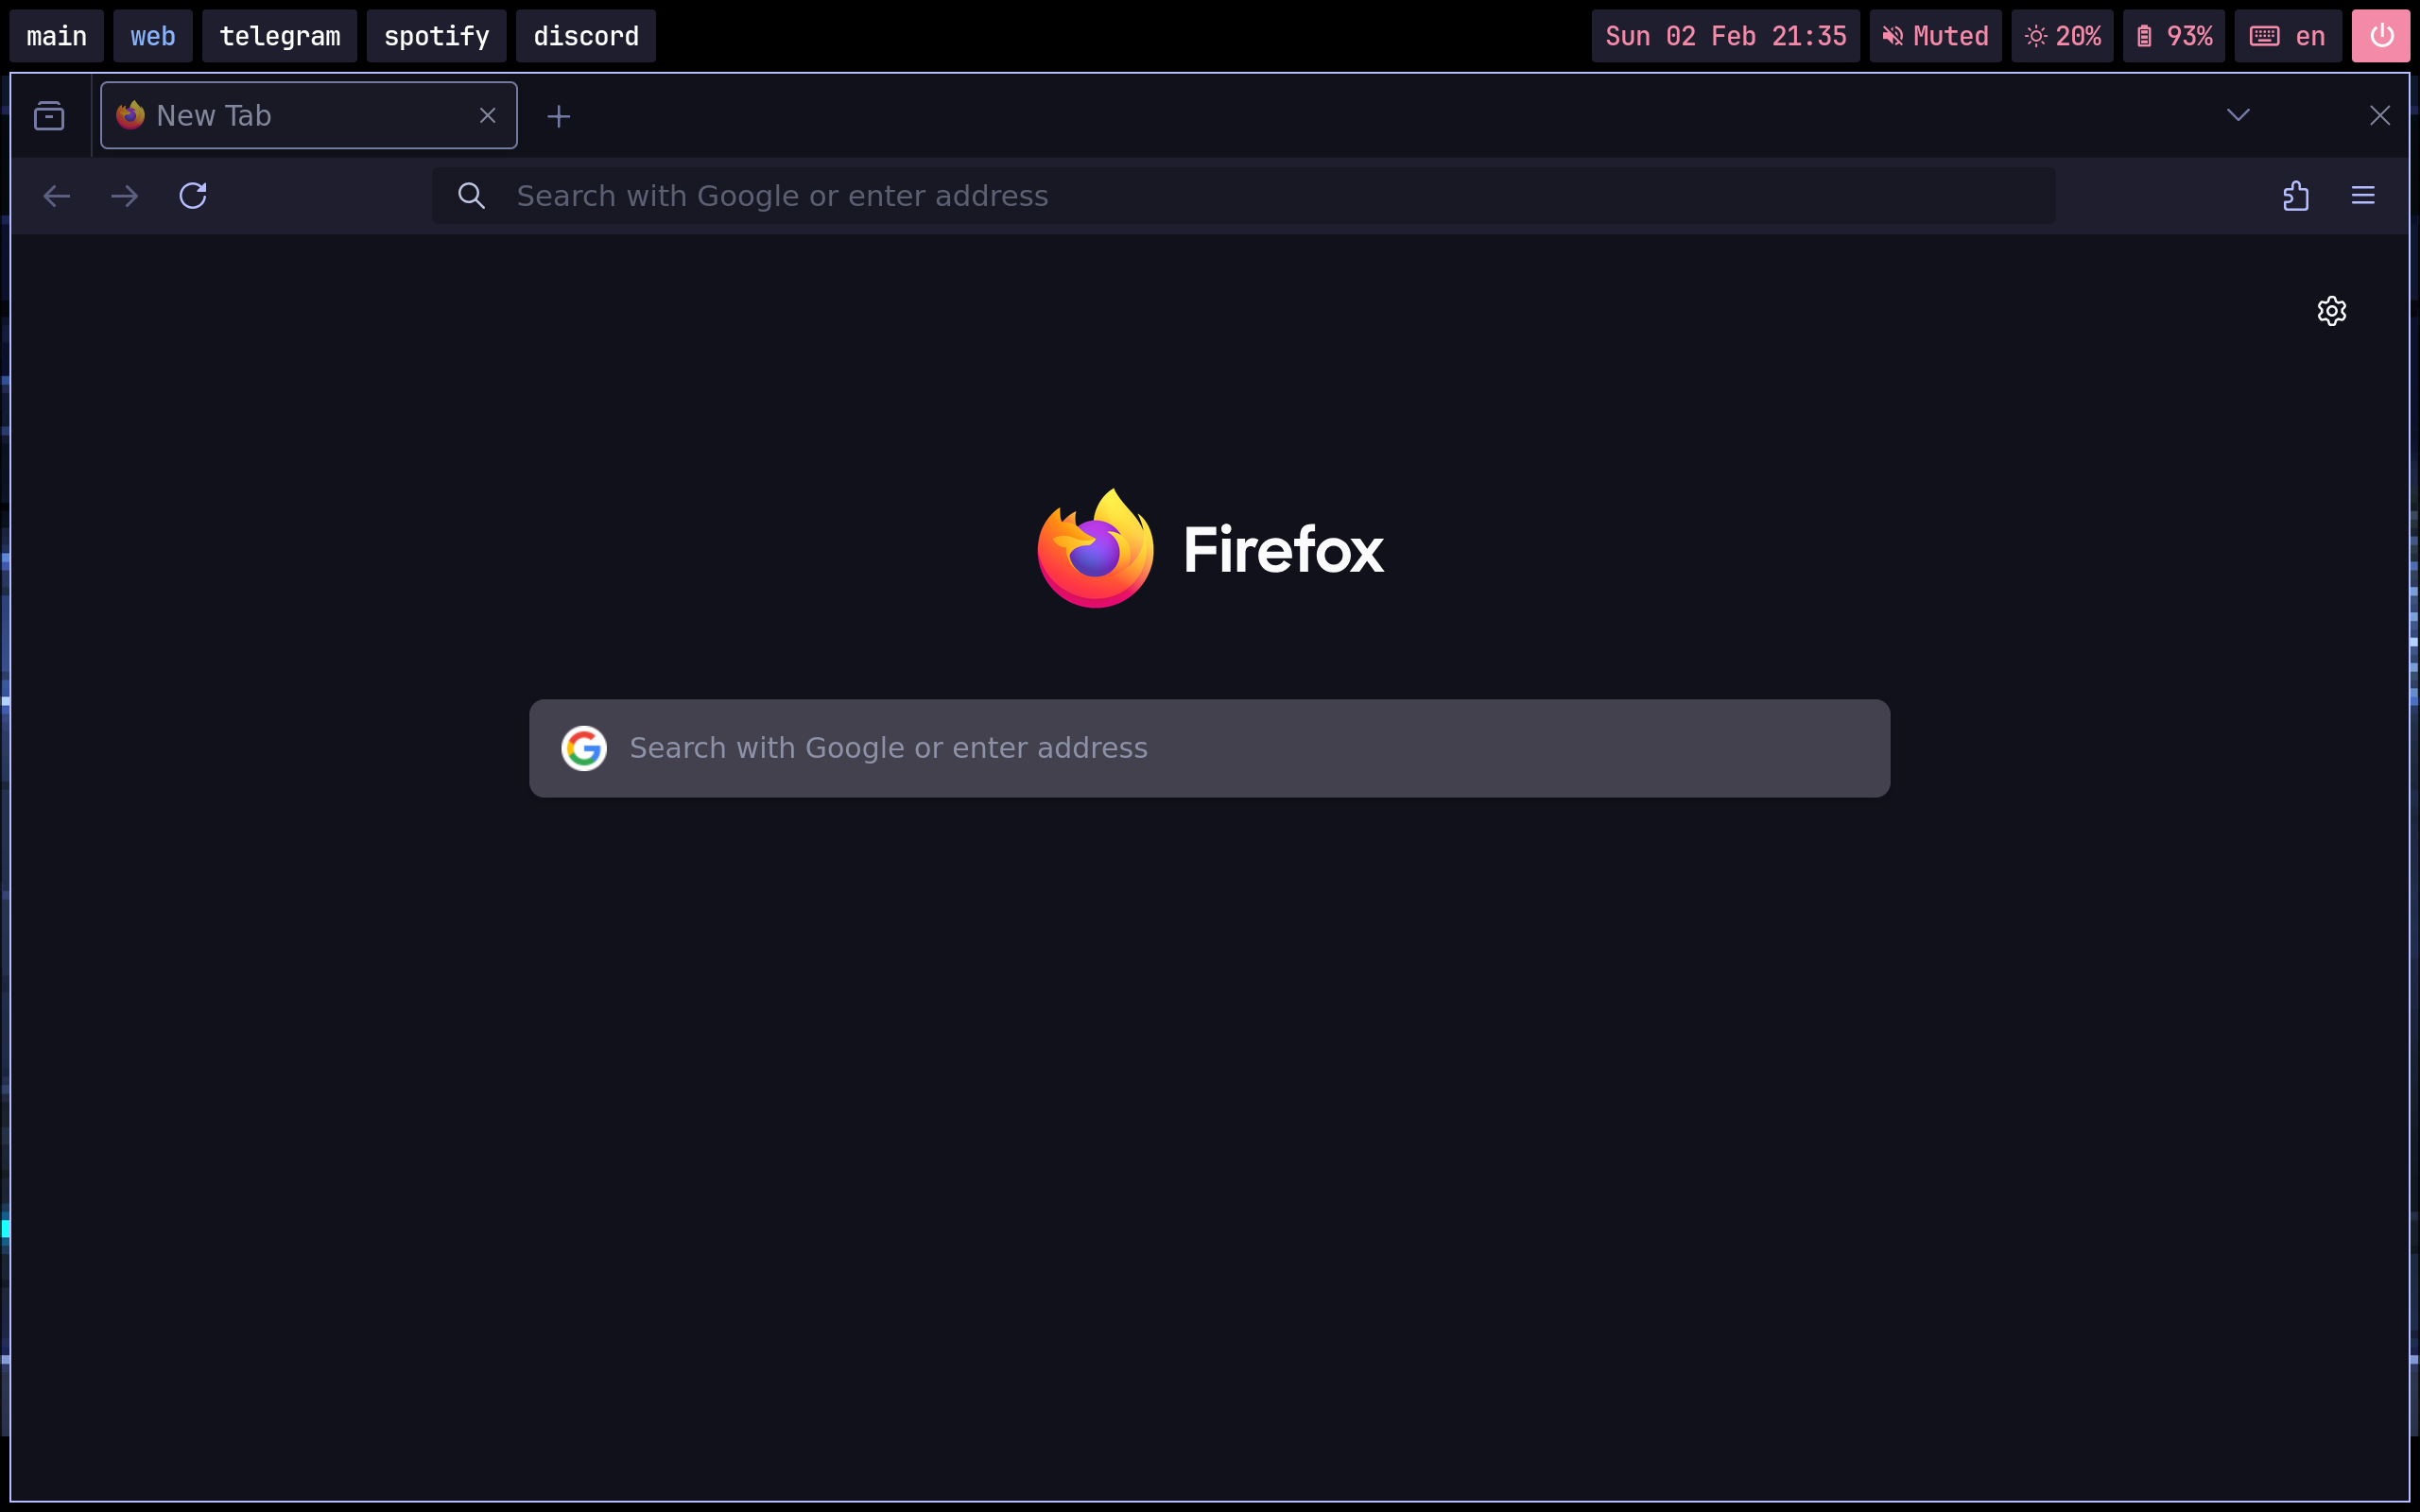 main web telegram spotify discord Sun 02 Feb 21:35 Muted 20% 93% en
New Tab
Search with Google or enter address
Firefox
Search with Google or enter address